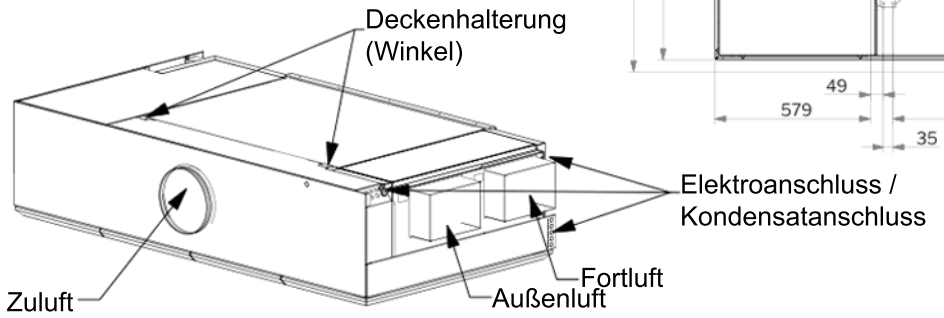 Deckenhalterung
(Winkel)
49
579
35
Elektroanschluss /
Kondensatanschluss
Fortluft
Außenluft
Zuluft